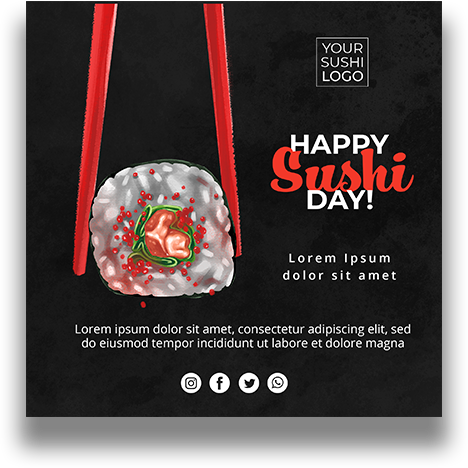 YOUR
SUSHI
LOGO
HAPPY
Sushi
DAY!
Lorem Ipsum
dolor sit amet
Lorem ipsum dolor sit amet, consectetur adipiscing elit, sed
do eiusmod tempor incididunt ut labore et dolore magna